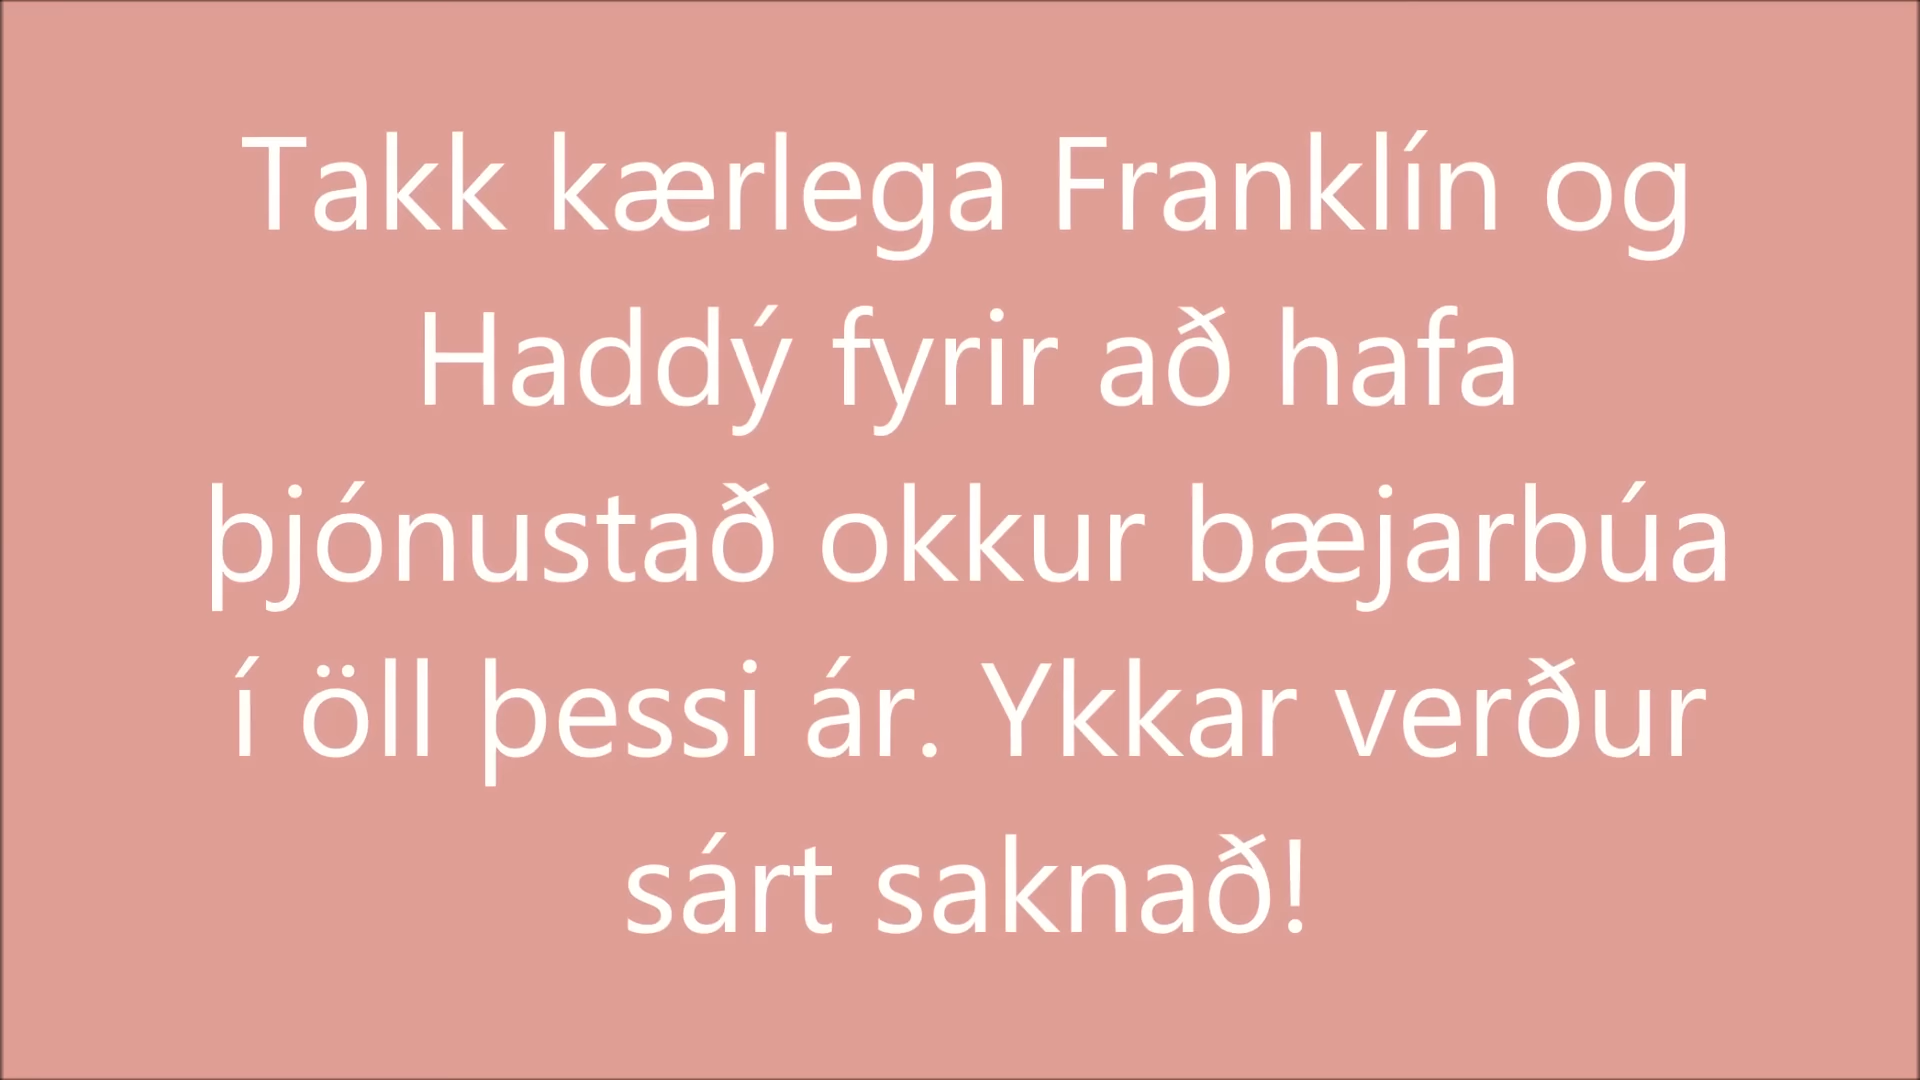 Takk kærlega Franklín og
Haddý fyrir að hafa
þjónustað okkur bæjarbúa
í öll þessi ár. Ykkar verður
sárt saknað!